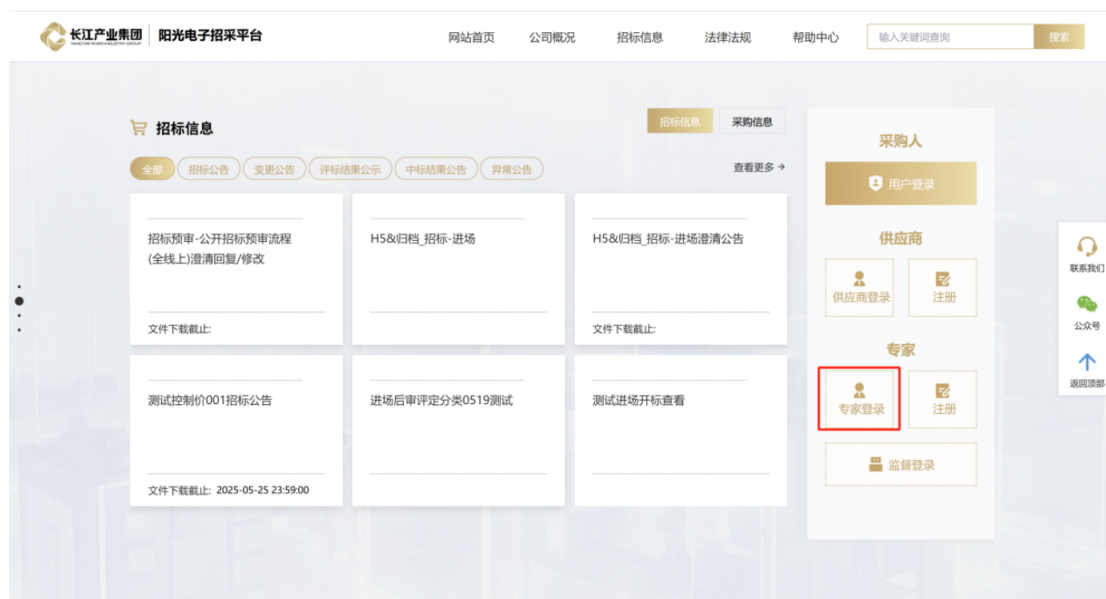 长江产业集团 阳光电子招采平台
网站首页 公司概况 招标信息 法律法规 帮助中心 输入关键词查询 搜索
招标信息
招标信息 采购信息
全部 招标公告 变更公告 评标结果公示 中标结果公告 异常公告 查看更多 →
招标预审-公开招标预审流程
(全线上)澄清回复/修改
文件下载截止:
H5&归档_招标-进场
H5&归档_招标-进场澄清公告
文件下载截止:
测试控制价001招标公告
文件下载截止: 2025-05-25 23:59:00
进场后审评定分类0519测试
测试进场开标查看
采购人
用户登录
供应商
供应商登录 注册
专家
专家登录 注册
监督登录
联系我们
公众号
返回顶部